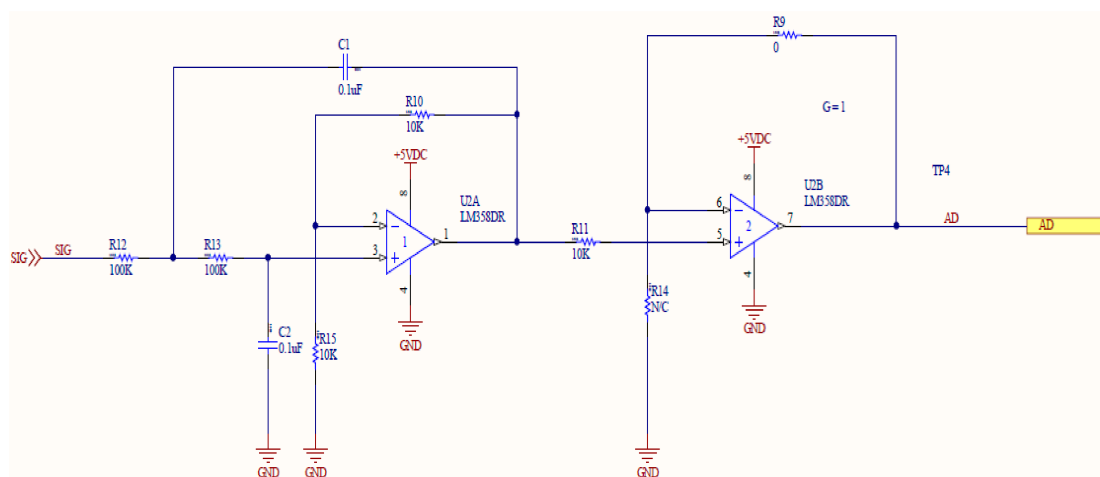 R9
0
C1
0.1uF
R10
10K
G=1
+5VDC
+5VDC
TP4
8
U2A
LM358DR
8
U2B
LM358DR
2
1
1
3
6
2
7
5
AD
AD
SIG
SIG
R12
100K
R13
100K
R11
10K
4
4
GND
GND
R14
N/C
C2
0.1uF
R15
10K
GND
GND
GND